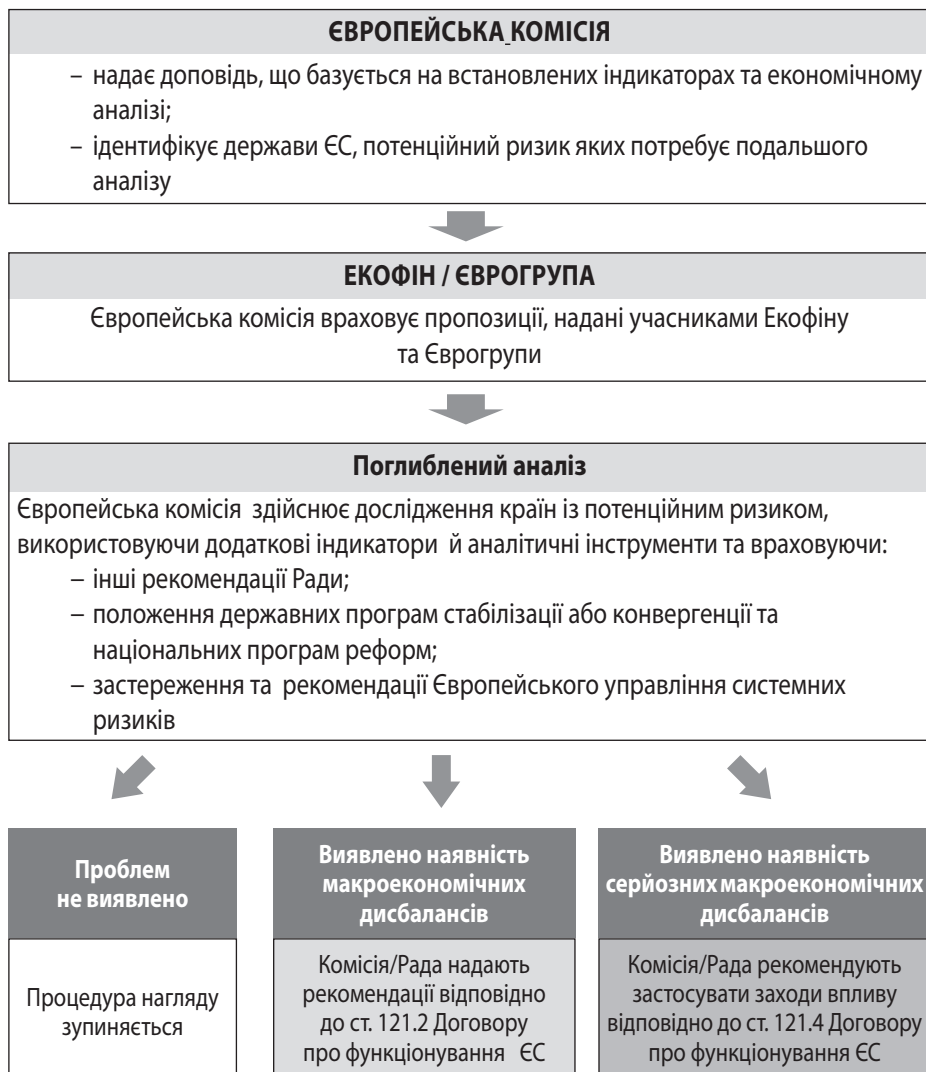 ЄВРОПЕЙСЬКА КОМІСІЯ
– надає доповідь, що базується на встановлених індикаторах та економічному
аналізі;
– ідентифікує держави ЄС, потенційний ризик яких потребує подальшого
аналізу
ЕКОФІН / ЄВРОГРУПА
Європейська комісія враховує пропозиції, надані учасниками Екофіну
та Єврогрупи
Поглиблений аналіз
Європейська комісія здійснює дослідження країн із потенційним ризиком,
використовуючи додаткові індикатори й аналітичні інструменти та враховуючи:
– інші рекомендації Ради;
– положення державних програм стабілізації або конвергенції та
національних програм реформ;
– застереження та рекомендації Європейського управління системних
ризиків
Проблем
не виявлено
Процедура нагляду
зупиняється
Виявлено наявність
макроекономічних
дисбалансів
Комісія/Рада надають
рекомендації відповідно
до ст. 121.2 Договору
про функціонування ЄС
Виявлено наявність
серйозних макроекономічних
дисбалансів
Комісія/Рада рекомендують
застосувати заходи впливу
відповідно до ст. 121.4 Договору
про функціонування ЄС